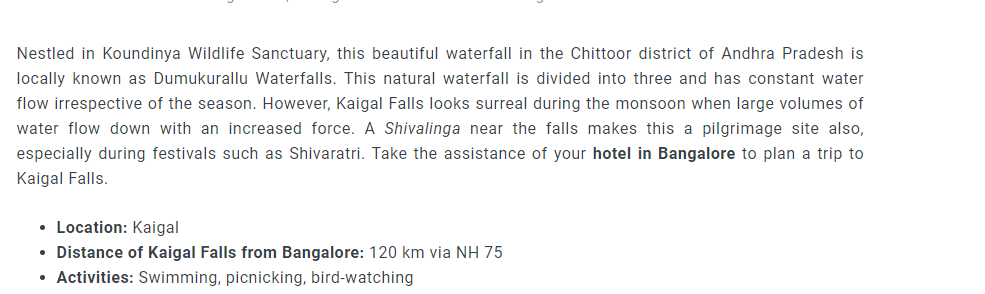 Nestled in Koundinya Wildlife Sanctuary, this beautiful waterfall in the Chittoor district of Andhra Pradesh is
locally known as Dumukurallu Waterfalls. This natural waterfall is divided into three and has constant water
flow irrespective of the season. However, Kaigal Falls looks surreal during the monsoon when large volumes of
water flow down with an increased force. A Shivalinga near the falls makes this a pilgrimage site also,
especially during festivals such as Shivaratri. Take the assistance of your hotel in Bangalore to plan a trip to
Kaigal Falls.
• Location: Kaigal
• Distance of Kaigal Falls from Bangalore: 120 km via NH 75
• Activities: Swimming, picnicking, bird-watching